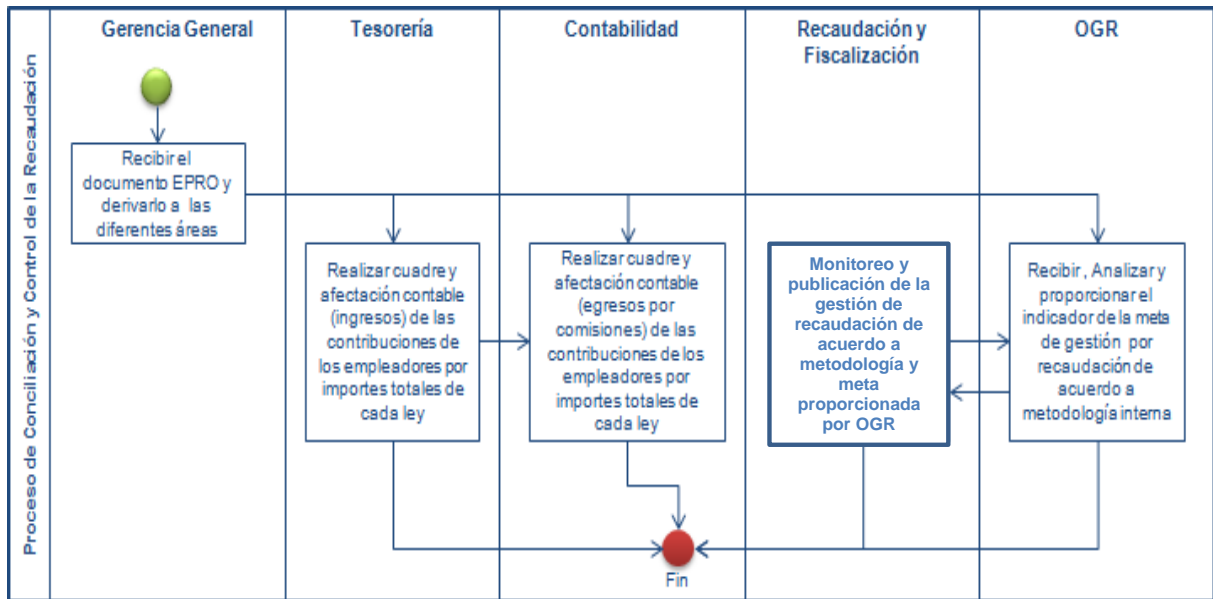 Proceso de Conciliación y Control de la Recaudación
Gerencia General
Tesorería
Contabilidad
Recaudación y
Fiscalización
OGR
Recibir el
documento EPRO y
derivarlo a las
diferentes áreas
Realizar cuadre y
afectación contable
(ingresos) de las
contribuciones de
los empleadores por
importes totales de
cada ley
Realizar cuadre y
afectación contable
(egresos por
comisiones) de las
contribuciones de los
empleadores por
importes totales de
cada ley
Monitoreo y
publicación de la
gestión de
recaudación de
acuerdo a
metodología y
meta
proporcionada
por OGR
Recibir , Analizar y
proporcionar el
indicador de la meta
de gestión por
recaudación de
acuerdo a
metodología interna
Fin